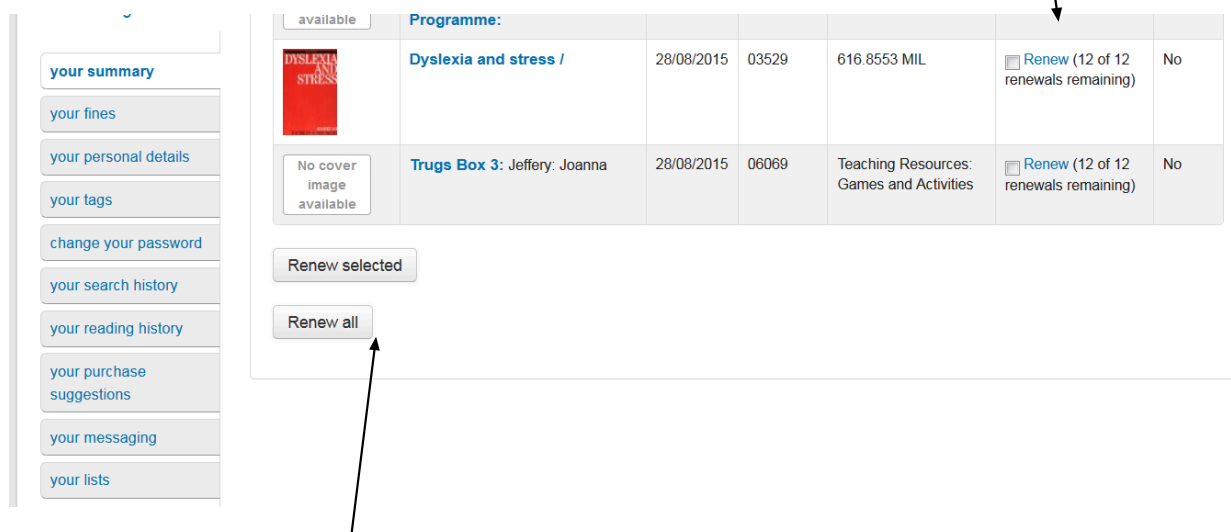 available
Programme:
your summary
your fines
your personal details
your tags
change your password
your search history
your reading history
your purchase
suggestions
your messaging
your lists
DYSLEXIA
AND
STRESS
Dyslexia and stress /
28/08/2015
03529
616.8553 MIL
Renew (12 of 12
renewals remaining)
No
No cover
image
available
Trugs Box 3: Jeffery: Joanna
28/08/2015
06069
Teaching Resources:
Games and Activities
Renew (12 of 12
renewals remaining)
No
Renew selected
Renew all